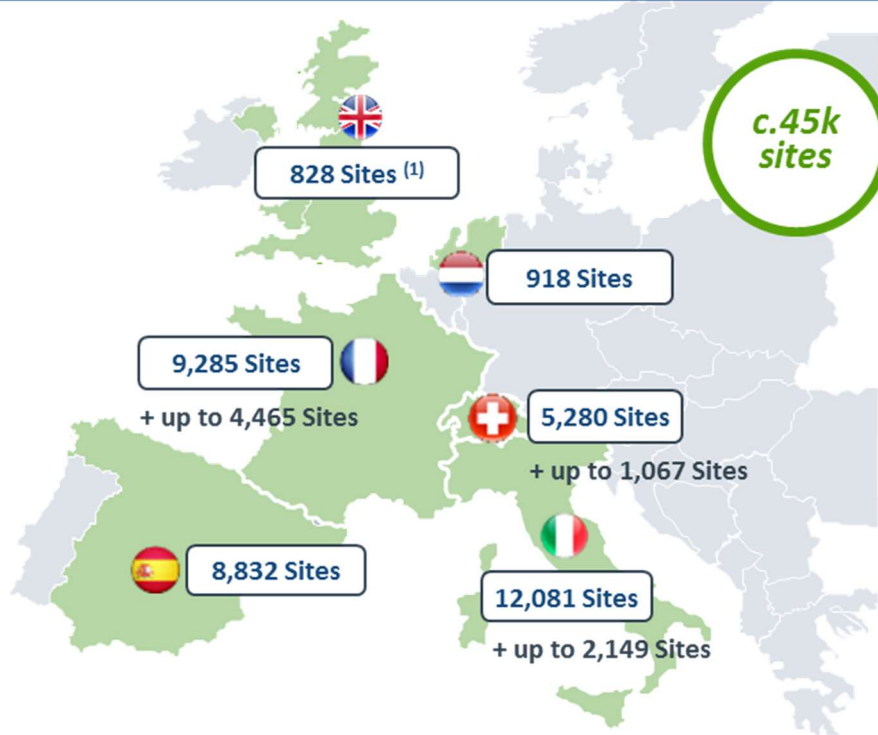 c.45k
sites
828 Sites (1)
918 Sites
9,285 Sites
+ up to 4,465 Sites
5,280 Sites
+ up to 1,067 Sites
8,832 Sites
12,081 Sites
+ up to 2,149 Sites